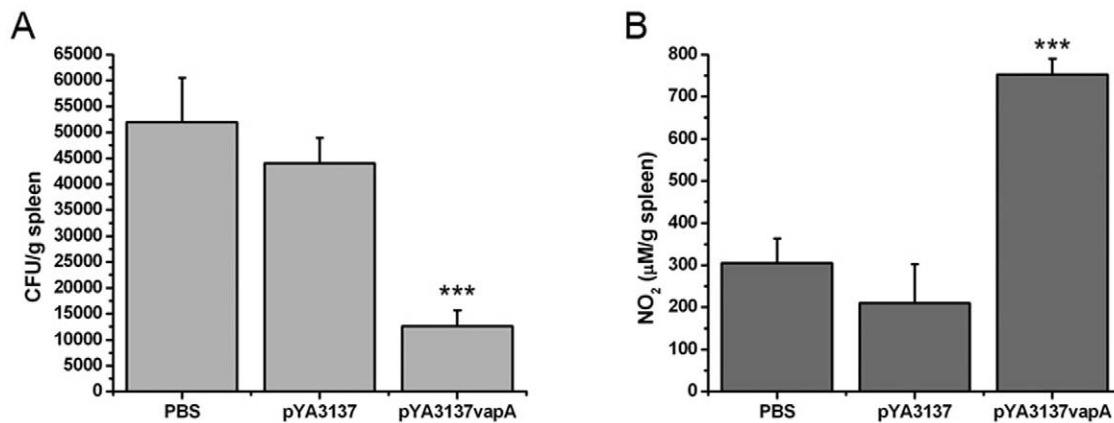 A
CFU/g spleen
65000
60000
55000
50000
45000
40000
35000
30000
25000
20000
15000
10000
5000
0
***
PBS
pYA3137
pYA3137vapA
B
NO₂ (μM/g spleen)
800
700
600
500
400
300
200
100
0
***
PBS
pYA3137
pYA3137vapA